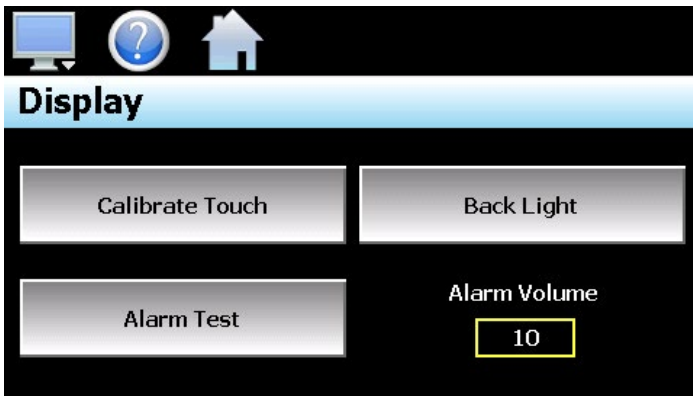 Display
Calibrate Touch
Back Light
Alarm Test
Alarm Volume
10